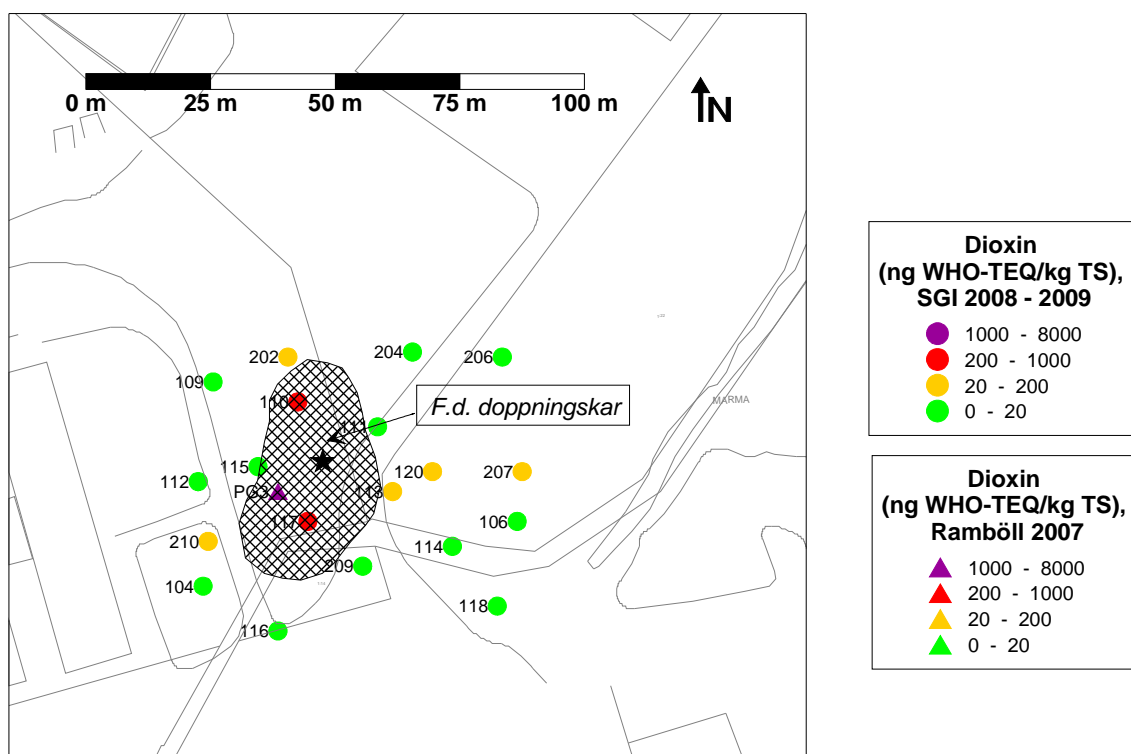 0 m 25 m 50 m 75 m 100 m
N
Dioxin
(ng WHO-TEQ/kg TS),
SGI 2008 - 2009
1000 - 8000
200 - 1000
20 - 200
0 - 20
Dioxin
(ng WHO-TEQ/kg TS),
Ramböll 2007
1000 - 8000
200 - 1000
20 - 200
0 - 20
202
204
206
109
110
F.d. doppningskar
MARMA
111
115
120
207
112
PG3
113
117
106
210
114
209
104
118
116